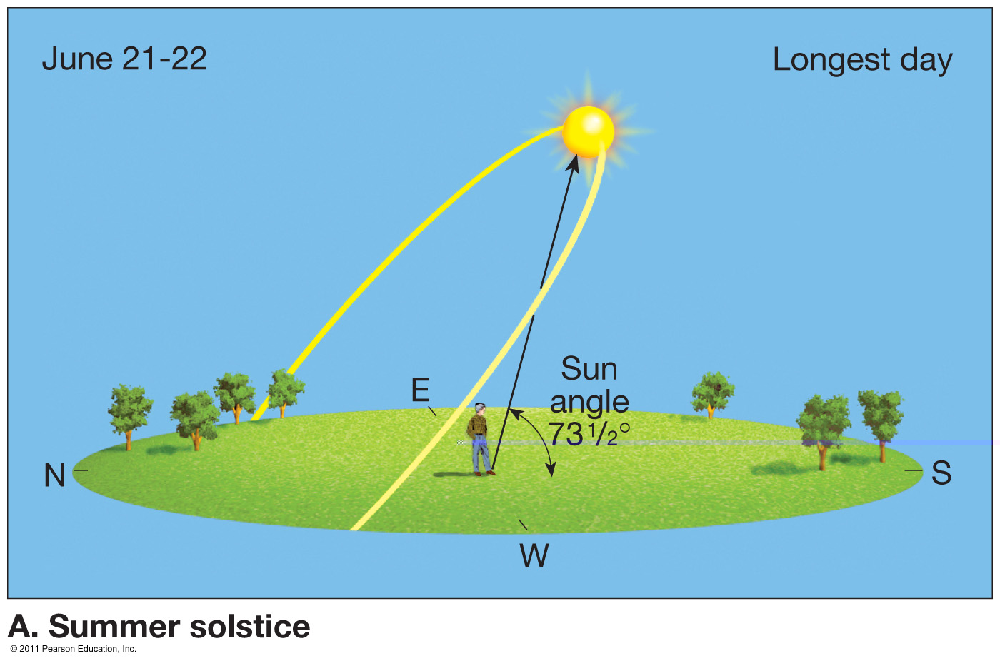 June 21-22
Longest day
E
Sun
angle
73 1/2°
N
S
W
A. Summer solstice
© 2011 Pearson Education, Inc.